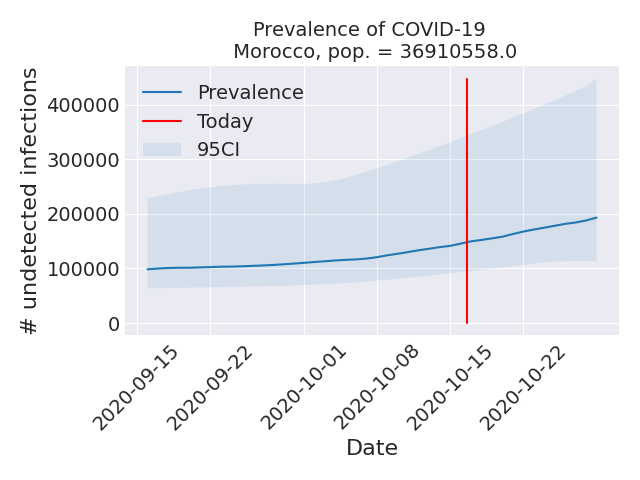 Prevalence of COVID-19
Morocco, pop. = 36910558.0
# undetected infections
400000
300000
200000
100000
0
Prevalence
Today
95CI
2020-09-15
2020-09-22
2020-10-01
2020-10-08
2020-10-15
2020-10-22
Date